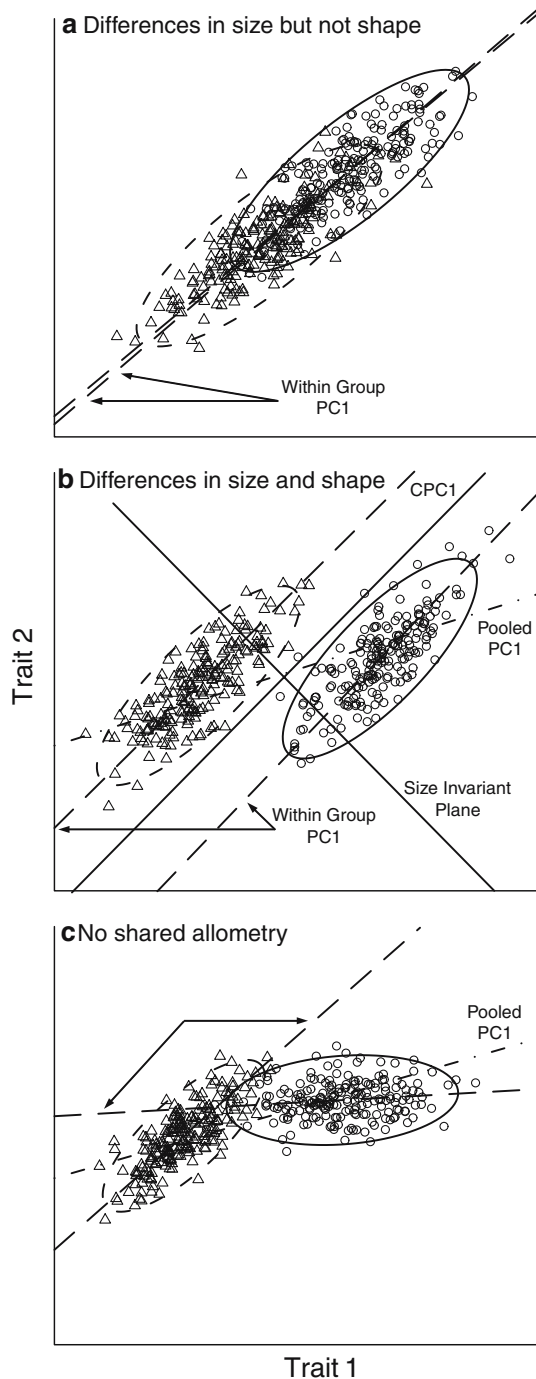 a Differences in size but not shape
Within Group
PC1
b Differences in size and shape
CPC1
Pooled
PC1
Size Invariant
Plane
Within Group
PC1
Trait 2
c No shared allometry
Pooled
PC1
Trait 1